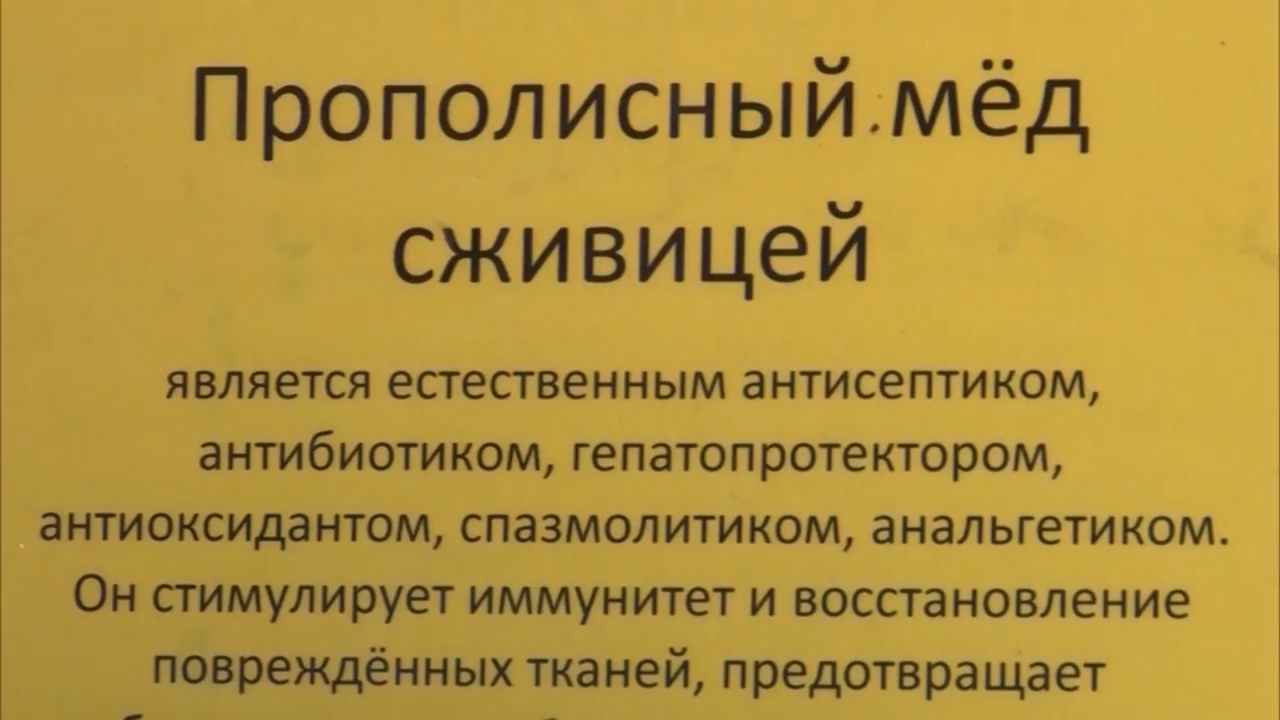 Прополисный мёд
сживицей
является естественным антисептиком,
антибиотиком, гепатопротектором,
антиоксидантом, спазмолитиком, анальгетиком.
Он стимулирует иммунитет и восстановление
повреждённых тканей, предотвращает